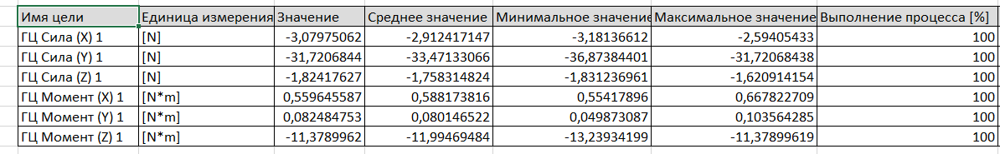 Имя цели Единица измерения Значение Среднее значение Минимальное значение Максимальное значение Выполнение процесса [%]
ГЦ Сила (X) 1 [N] -3,07975062 -2,912417147 -3,18136612 -2,59405433 100
ГЦ Сила (Y) 1 [N] -31,7206844 -33,47133066 -36,87384401 -31,72068438 100
ГЦ Сила (Z) 1 [N] -1,82417627 -1,758314824 -1,831236961 -1,620914154 100
ГЦ Момент (X) 1 [N*m] 0,559645587 0,588173816 0,55417896 0,667822709 100
ГЦ Момент (Y) 1 [N*m] 0,082484753 0,080146522 0,049873087 0,103564285 100
ГЦ Момент (Z) 1 [N*m] -11,3789962 -11,99469484 -13,23934199 -11,37899619 100